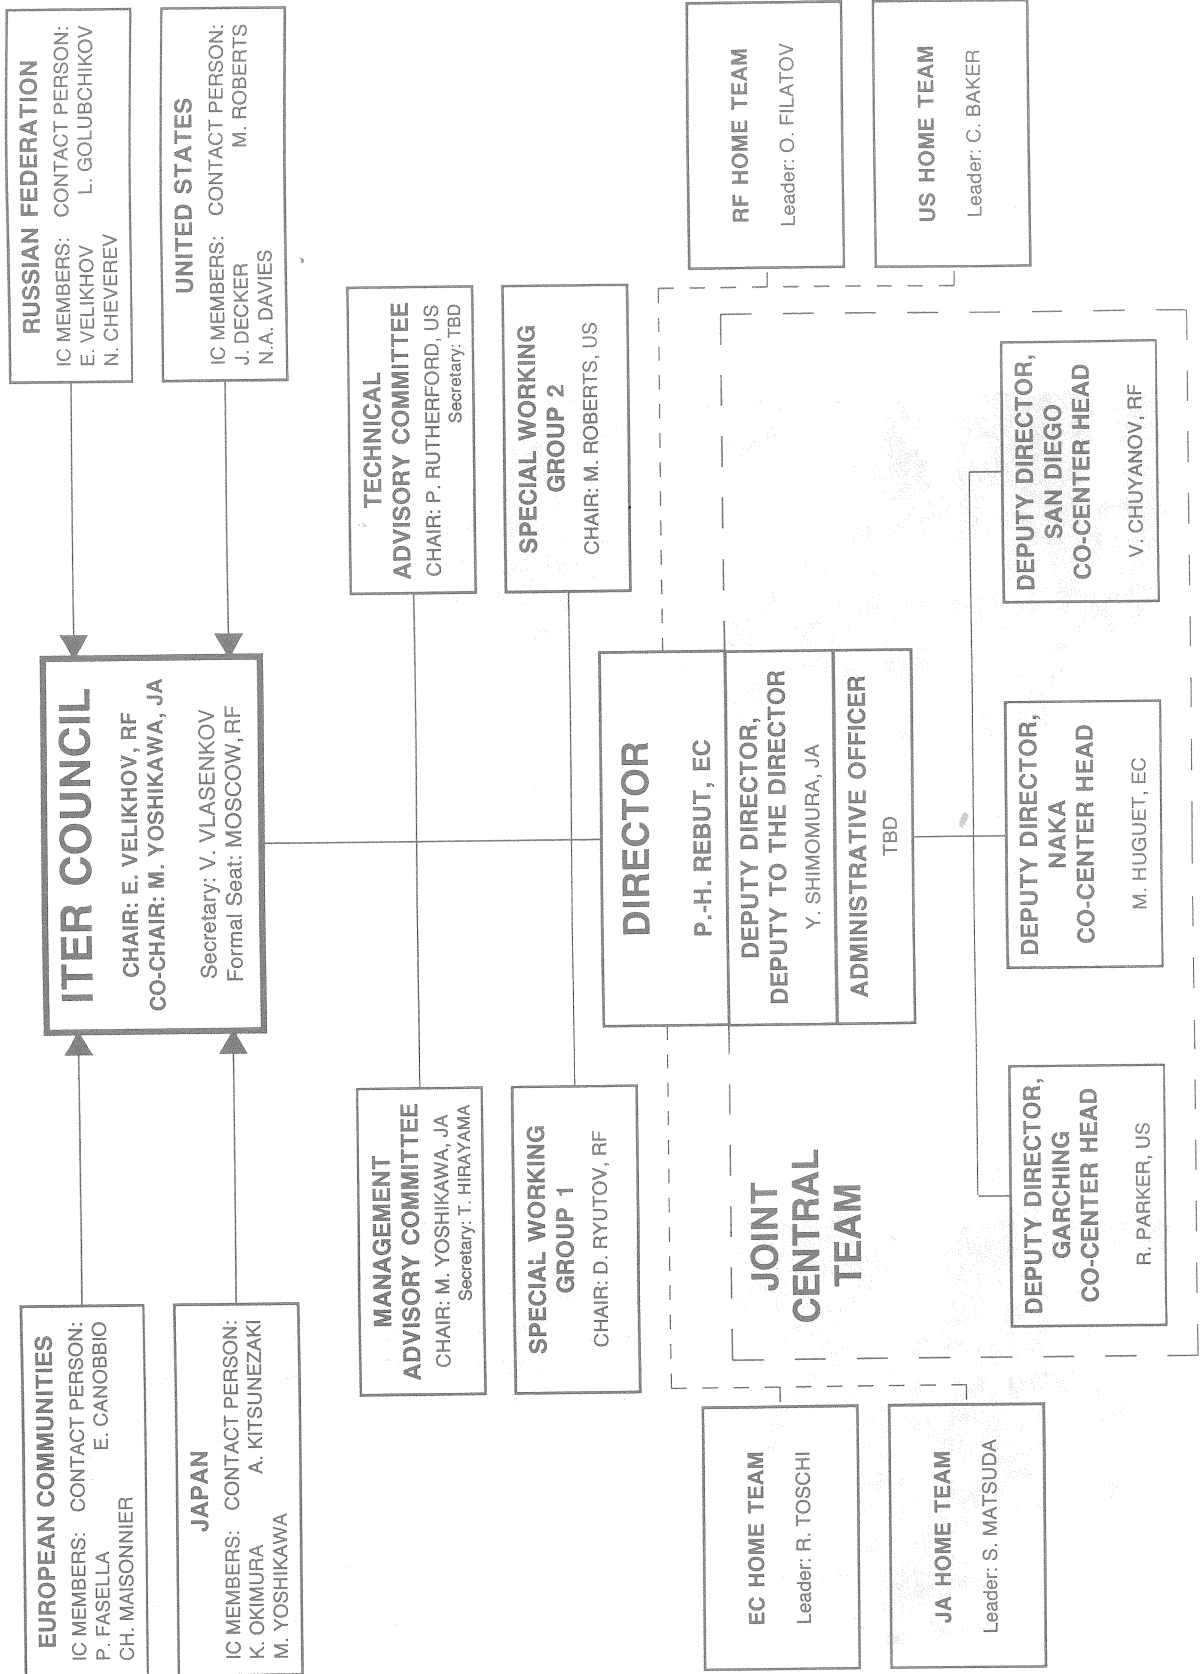 EUROPEAN COMMUNITIES
IC MEMBERS: CONTACT PERSON:
P. FASELLA E. CANOBBIO
CH. MAISONNIER
JAPAN
IC MEMBERS: CONTACT PERSON:
K. OKIMURA A. KITSUNEZAKI
M. YOSHIKAWA
ITER COUNCIL
CHAIR: E. VELIKHOV, RF
CO-CHAIR: M. YOSHIKAWA, JA
Secretary: V. VLASENKOV
Formal Seat: MOSCOW, RF
RUSSIAN FEDERATION
IC MEMBERS: CONTACT PERSON:
E. VELIKHOV L. GOLUBCHIKOV
N. CHEVEREV
UNITED STATES
IC MEMBERS: CONTACT PERSON:
J. DECKER M. ROBERTS
N.A. DAVIES
MANAGEMENT
ADVISORY COMMITTEE
CHAIR: M. YOSHIKAWA, JA
Secretary: T. HIRAYAMA
TECHNICAL
ADVISORY COMMITTEE
CHAIR: P. RUTHERFORD, US
Secretary: TBD
SPECIAL WORKING
GROUP 1
CHAIR: D. RYUTOV, RF
SPECIAL WORKING
GROUP 2
CHAIR: M. ROBERTS, US
DIRECTOR
P.-H. REBUT, EC
DEPUTY DIRECTOR,
DEPUTY TO THE DIRECTOR
Y. SHIMOMURA, JA
ADMINISTRATIVE OFFICER
TBD
EC HOME TEAM
Leader: R. TOSCHI
JA HOME TEAM
Leader: S. MATSUDA
RF HOME TEAM
Leader: O. FILATOV
US HOME TEAM
Leader: C. BAKER
JOINT
CENTRAL
TEAM
DEPUTY DIRECTOR,
GARCHING
CO-CENTER HEAD
R. PARKER, US
DEPUTY DIRECTOR,
NAKA
CO-CENTER HEAD
M. HUGUET, EC
DEPUTY DIRECTOR,
SAN DIEGO
CO-CENTER HEAD
V. CHUYANOV, RF